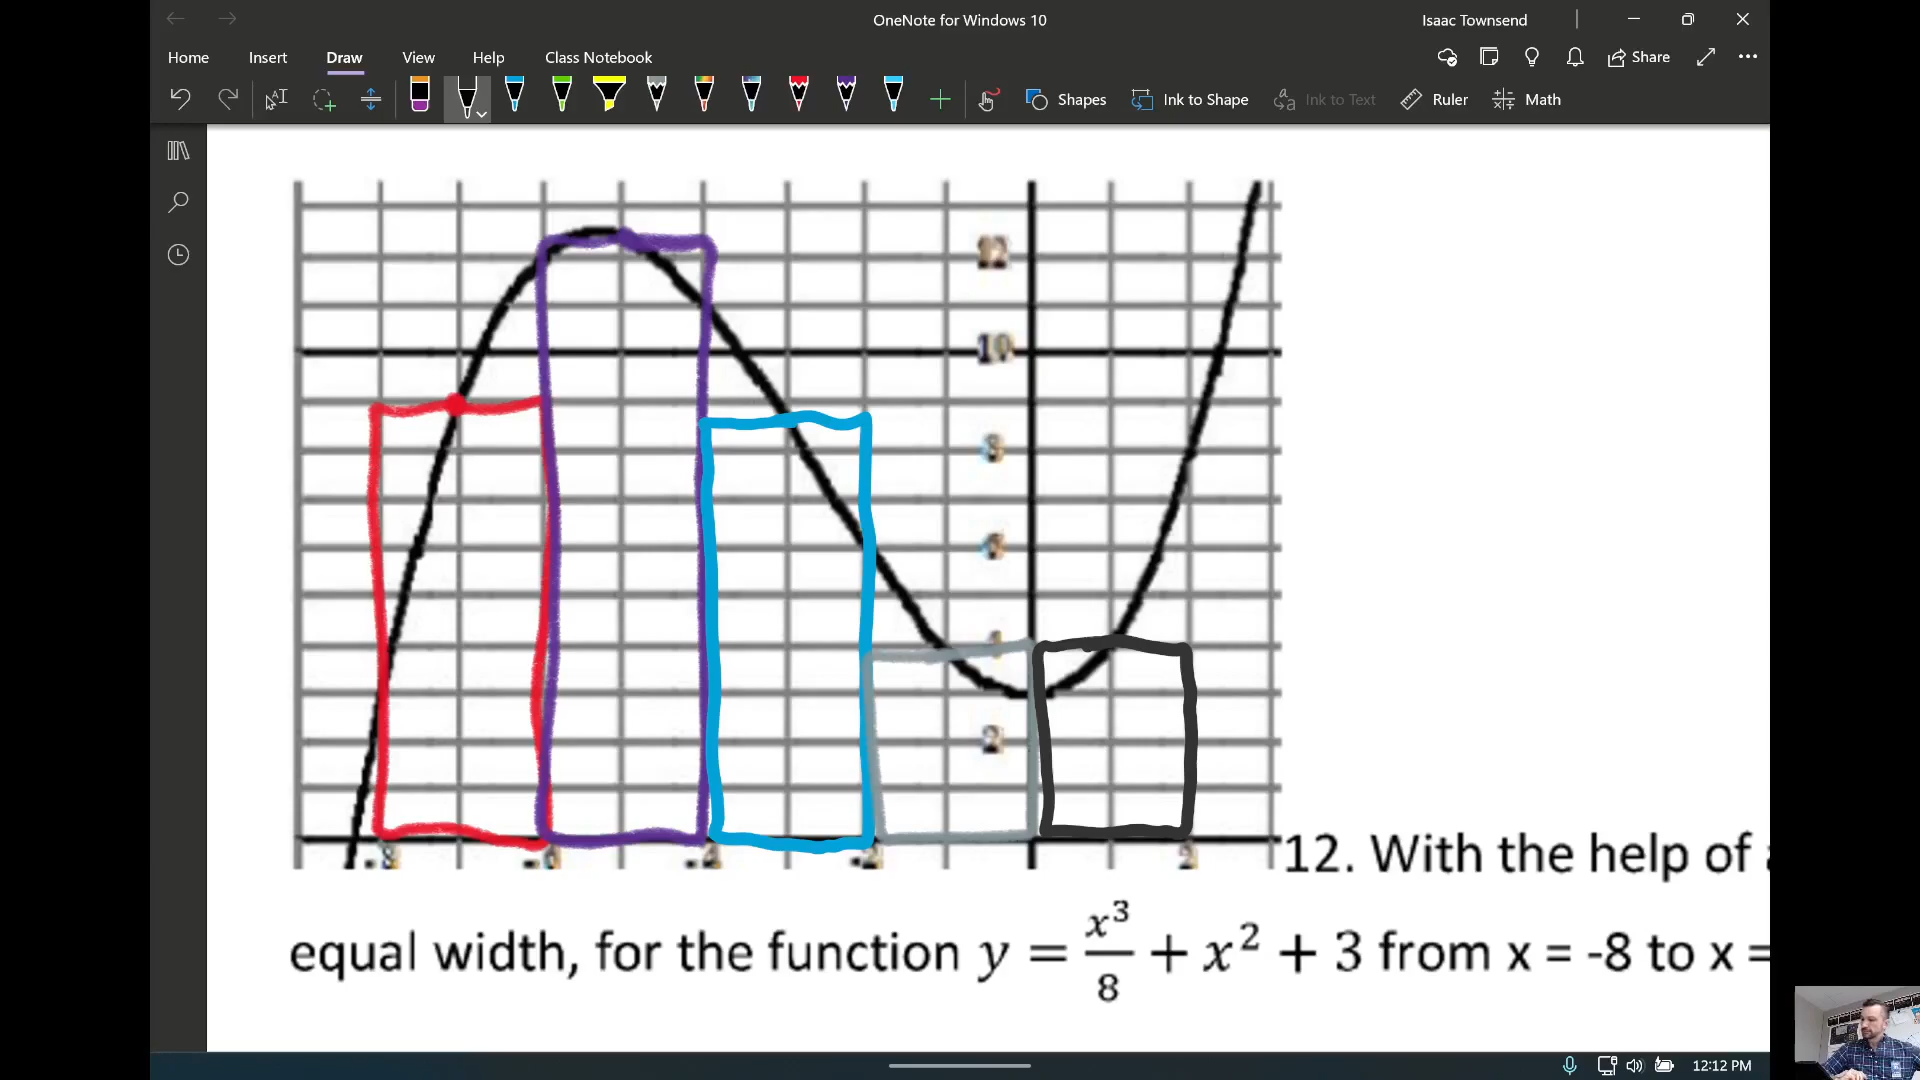 OneNote for Windows 10
Isaac Townsend
Home Insert Draw View Help Class Notebook
Share
Shapes Ink to Shape Ink to Text Ruler Math
12
10
8
2
12. With the help of
equal width, for the function y = x³/8 + x² + 3 from x = -8 to x =
12:12 PM